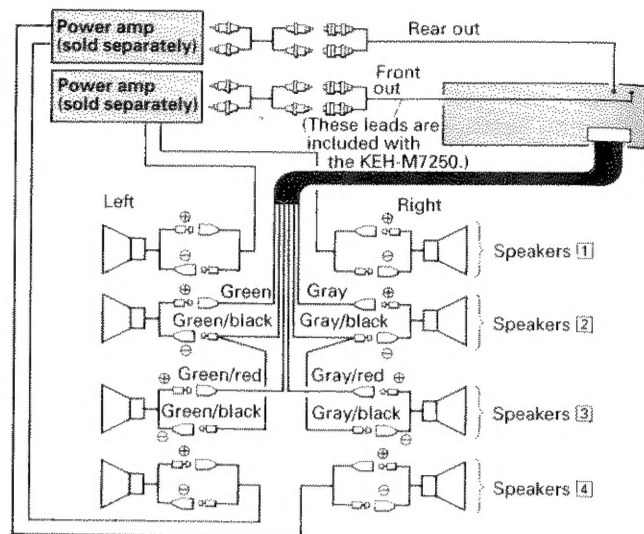 Power amp
(sold separately)
Rear out
Power amp
(sold separately)
Front
out
(These leads are
included with
the KEH-M7250.)
Left
Right
⊕
⊕
⊖
⊖
Speakers 1
⊕
⊕
Green
Gray
Green/black
Gray/black
⊖
⊖
Speakers 2
⊕
Green/red
Gray/red
⊕
Green/black
Gray/black
⊖
⊖
Speakers 3
⊕
⊕
⊖
⊖
Speakers 4